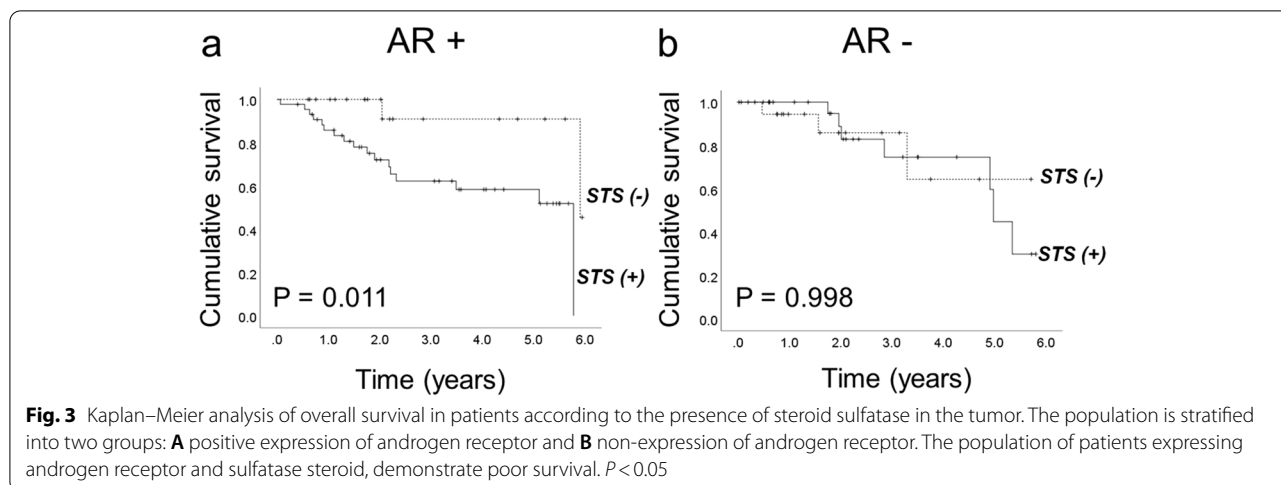 a
AR +
Cumulative survival
1.0
0.8
0.6
0.4
0.2
0.0
STS (-)
STS (+)
P = 0.011
.0 1.0 2.0 3.0 4.0 5.0 6.0
Time (years)
b
AR -
Cumulative survival
1.0
0.8
0.6
0.4
0.2
0.0
STS (-)
STS (+)
P = 0.998
.0 1.0 2.0 3.0 4.0 5.0 6.0
Time (years)
Fig. 3 Kaplan–Meier analysis of overall survival in patients according to the presence of steroid sulfatase in the tumor. The population is stratified
into two groups: A positive expression of androgen receptor and B non-expression of androgen receptor. The population of patients expressing
androgen receptor and sulfatase steroid, demonstrate poor survival. P < 0.05